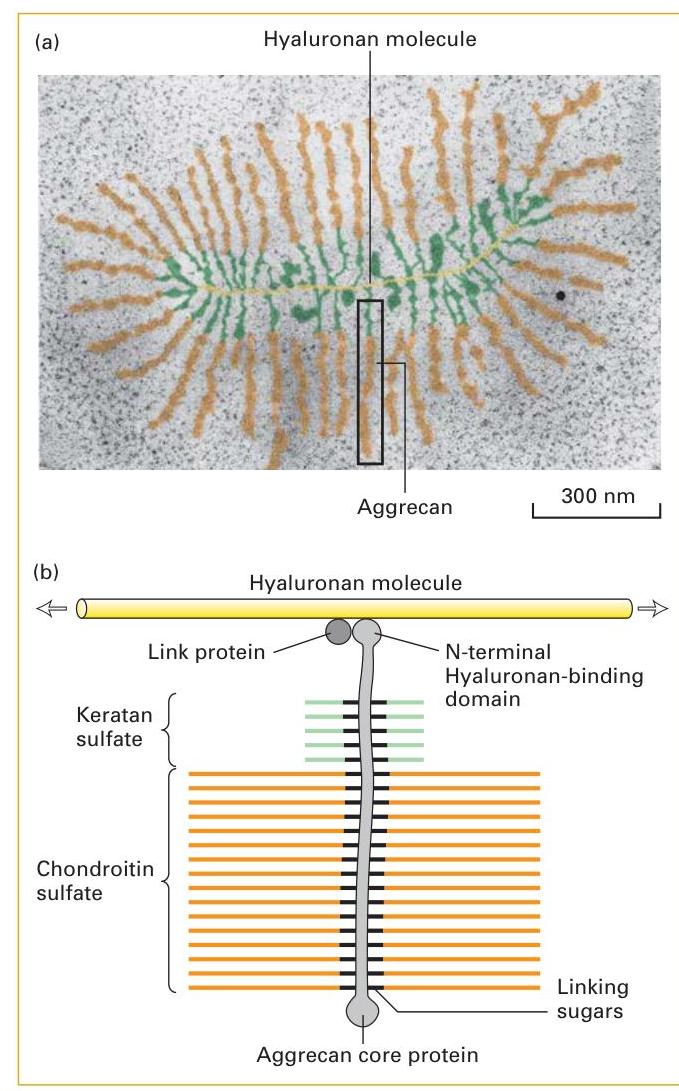 (a)
Hyaluronan molecule
Aggrecan
300 nm
(b)
Hyaluronan molecule
Link protein
N-terminal
Hyaluronan-binding
domain
Keratan
sulfate
Chondroitin
sulfate
Linking
sugars
Aggrecan core protein